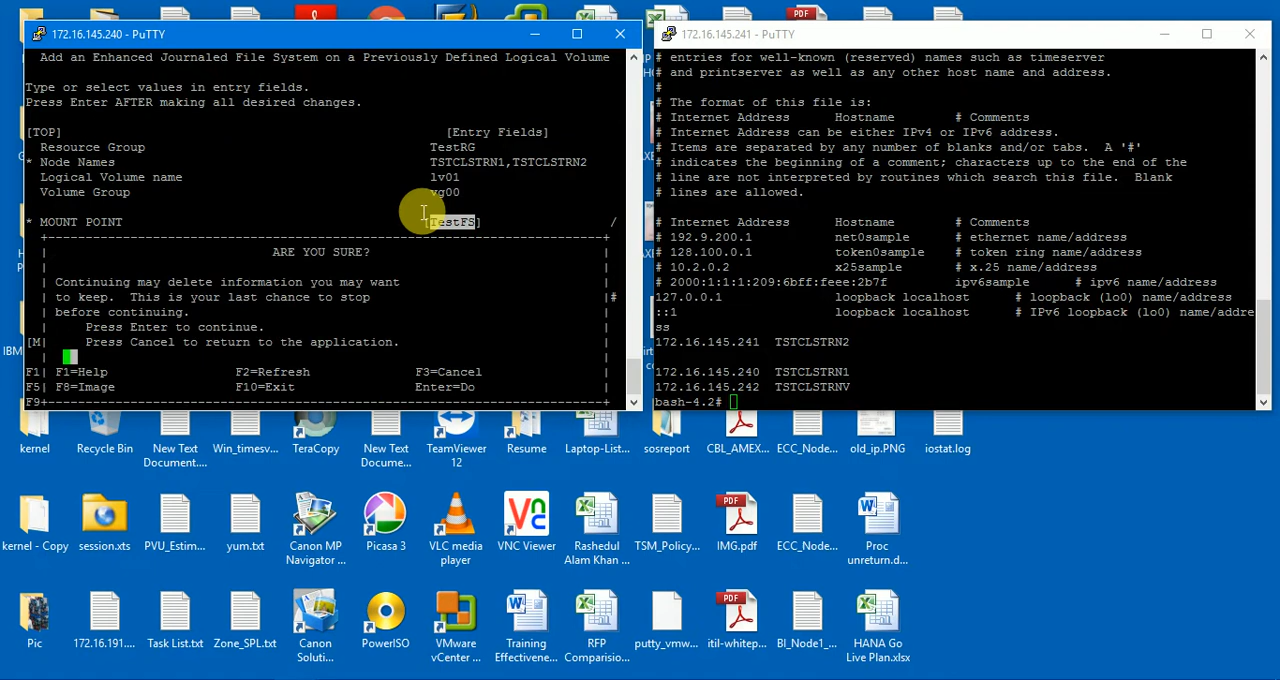 172.16.145.240 - PuTTY
Add an Enhanced Journaled File System on a Previously Defined Logical Volume
Type or select values in entry fields.
Press Enter AFTER making all desired changes.
[TOP] [Entry Fields]
Resource Group TestRG
* Node Names TSTCLSTRN1,TSTCLSTRN2
Logical Volume name lv01
Volume Group vg00
* MOUNT POINT [TestFS] /
ARE YOU SURE?
Continuing may delete information you may want
to keep. This is your last chance to stop |#
before continuing.
Press Enter to continue.
[M| Press Cancel to return to the application.
F1| F1=Help F2=Refresh F3=Cancel
F5| F8=Image F10=Exit Enter=Do
F9+
172.16.145.241 - PuTTY
# entries for well-known (reserved) names such as timeserver
# and printserver as well as any other host name and address.
#
# The format of this file is:
# Internet Address Hostname # Comments
# Internet Address can be either IPv4 or IPv6 address.
# Items are separated by any number of blanks and/or tabs. A '#'
# indicates the beginning of a comment; characters up to the end of the
# line are not interpreted by routines which search this file. Blank
# lines are allowed.
# Internet Address Hostname # Comments
# 192.9.200.1 net0sample # ethernet name/address
# 128.100.0.1 token0sample # token ring name/address
# 10.2.0.2 x25sample # x.25 name/address
# 2000:1:1:1:209:6bff:feee:2b7f ipv6sample # ipv6 name/address
127.0.0.1 loopback localhost # loopback (lo0) name/address
::1 loopback localhost # IPv6 loopback (lo0) name/addre
ss
172.16.145.241 TSTCLSTRN2
172.16.145.240 TSTCLSTRN1
172.16.145.242 TSTCLSTRNV
bash-4.2#
kernel
Recycle Bin
New Text
Document....
Win_timesv...
TeraCopy
New Text
Docume...
TeamViewer
12
Resume
Laptop-List...
sosreport
CBL_AMEX...
ECC_Node...
old_ip.PNG
iostat.log
kernel - Copy
session.xts
PVU_Estim...
yum.txt
Canon MP
Navigator ...
Picasa 3
VLC media
player
VNC Viewer
Rashedul
Alam Khan ...
TSM_Policy...
IMG.pdf
ECC_Node...
Proc
unreturn.d...
Pic
172.16.191....
Task List.txt
Zone_SPL.txt
Canon
Soluti...
PowerISO
VMware
vCenter ...
Training
Effectivene...
RFP
Comparision...
putty_vmw...
itil-whitep...
BI_Node1_...
HANA Go
Live Plan.xlsx